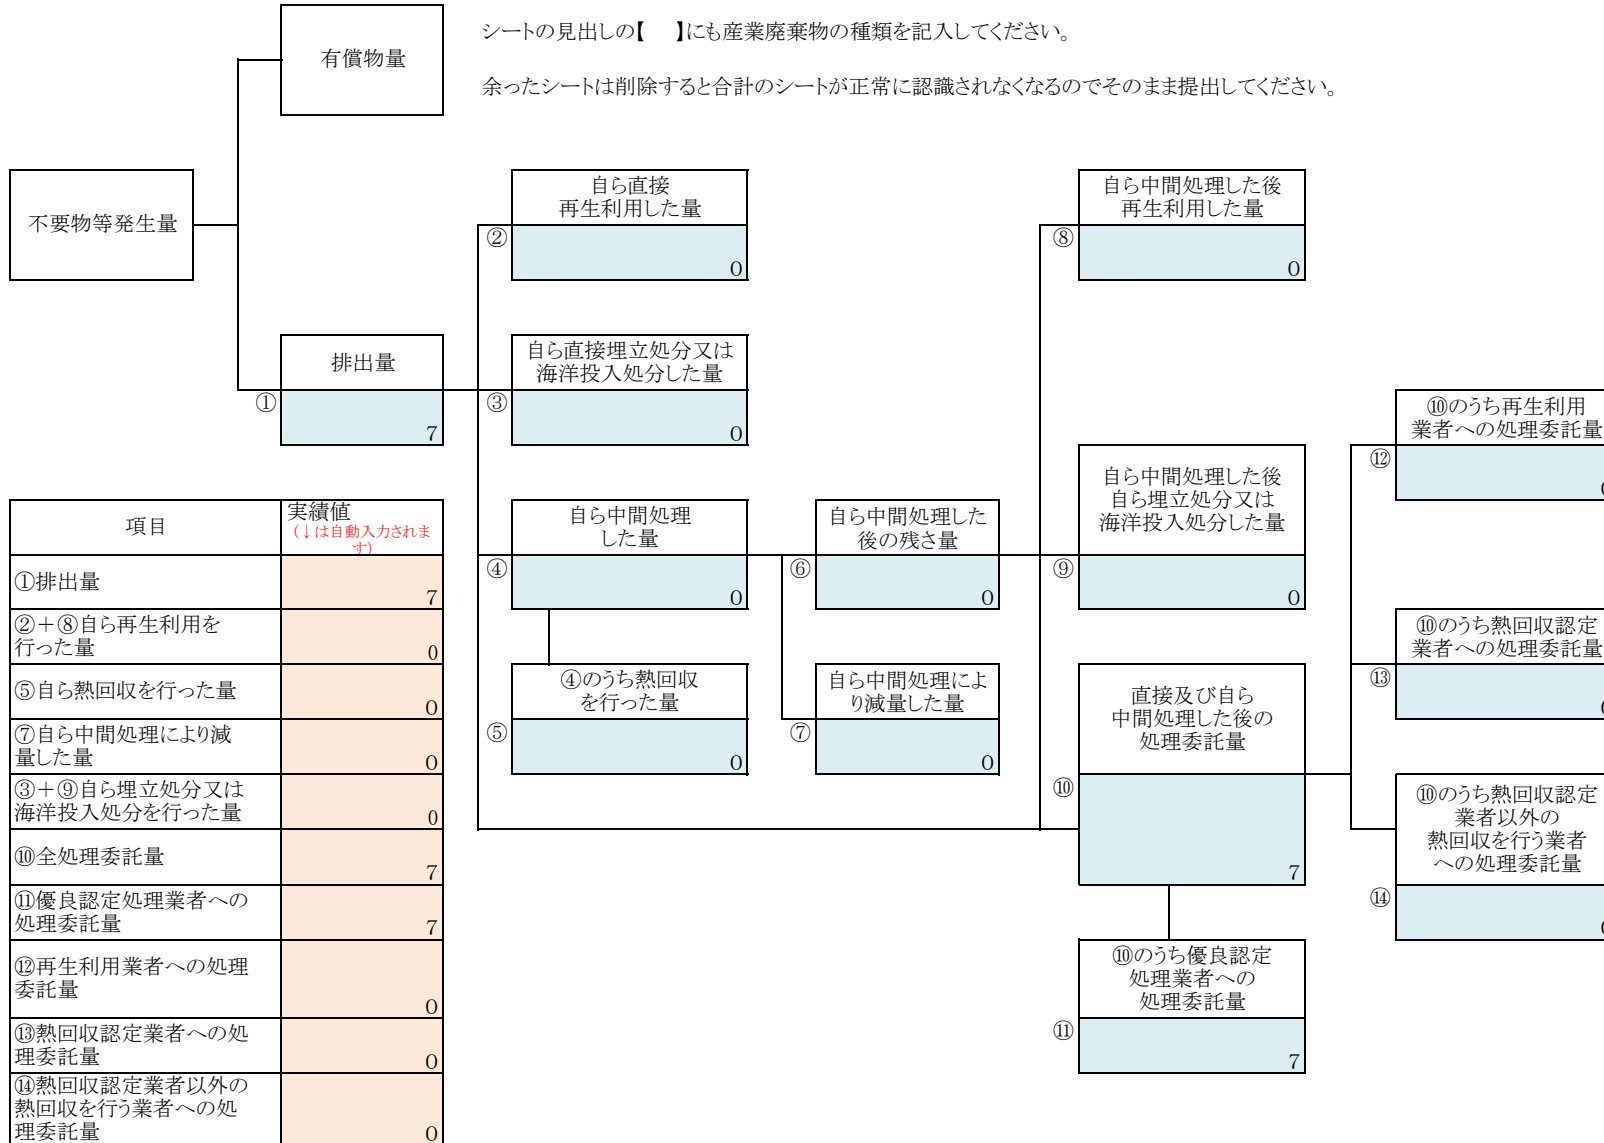 シートの見出しの【　】にも産業廃棄物の種類を記入してください。
有償物量
余ったシートは削除すると合計のシートが正常に認識されなくなるのでそのまま提出してください。
不要物等発生量
自ら直接
再生利用した量
②
0
自ら中間処理した後
再生利用した量
⑧
0
排出量
①
7
自ら直接埋立処分又は
海洋投入処分した量
③
0
⑩のうち再生利用
業者への処理委託量
⑫
自ら中間処理した後
自ら埋立処分又は
海洋投入処分した量
⑨
0
自ら中間処理
した量
④
0
自ら中間処理した
後の残さ量
⑥
0
⑩のうち熱回収認定
業者への処理委託量
⑬
④のうち熱回収
を行った量
⑤
0
自ら中間処理によ
り減量した量
⑦
0
直接及び自ら
中間処理した後の
処理委託量
⑩
7
⑩のうち熱回収認定
業者以外の
熱回収を行う業者
への処理委託量
⑭
⑩のうち優良認定
処理業者への
処理委託量
⑪
7
項目
実績値
（↓は自動入力されま
す）
①排出量
7
②＋⑧自ら再生利用を
行った量
0
⑤自ら熱回収を行った量
0
⑦自ら中間処理により減
量した量
0
③＋⑨自ら埋立処分又は
海洋投入処分を行った量
0
⑩全処理委託量
7
⑪優良認定処理業者への
処理委託量
7
⑫再生利用業者への処理
委託量
0
⑬熱回収認定業者への処
理委託量
0
⑭熱回収認定業者以外の
熱回収を行う業者への処
理委託量
0